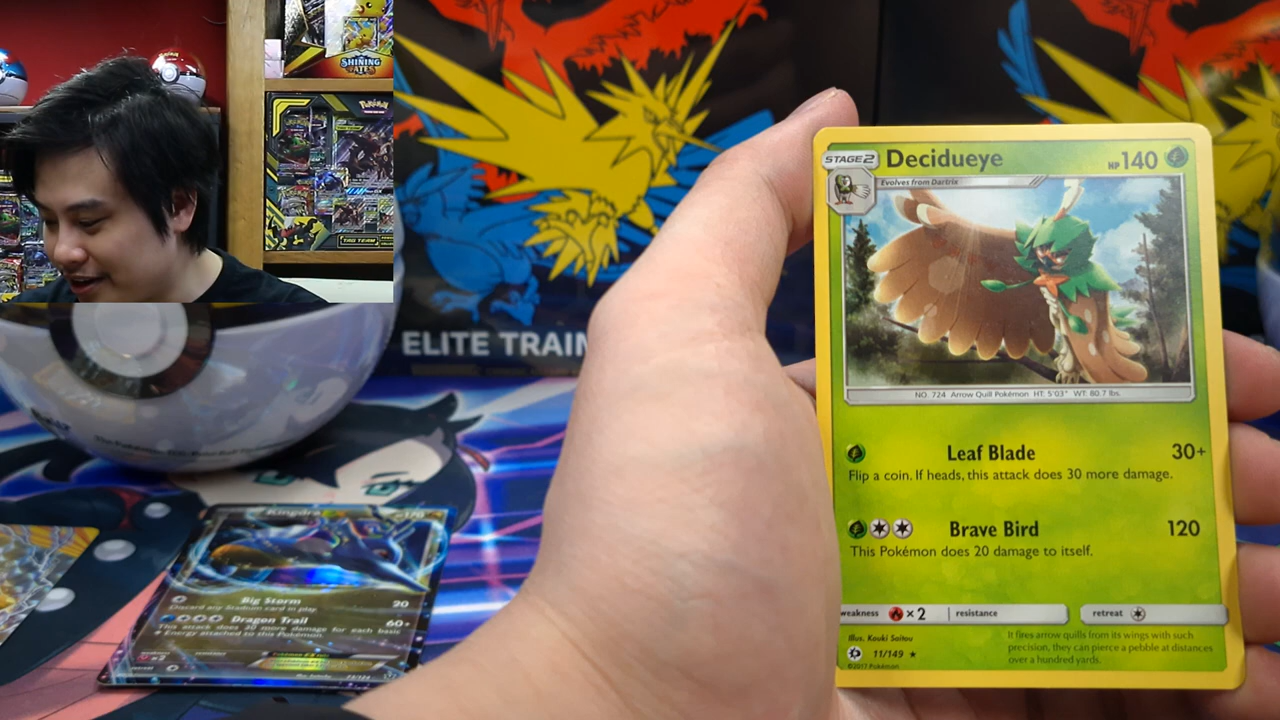 SHINING
FATES
Pokémon
TAG TEAM
ELITE TRAIN
STAGE 2 Decidueye HP 140
Evolves from Dartrix
NO. 724 Arrow Quill Pokémon HT: 5'03" WT: 80.7 lbs.
Leaf Blade 30+
Flip a coin. If heads, this attack does 30 more damage.
Brave Bird 120
This Pokémon does 20 damage to itself.
weakness ×2 resistance retreat
Illus. Kouki Saitou
11/149 ★
©2017 Pokémon
It fires arrow quills from its wings with such
precision, they can pierce a pebble at distances
over a hundred yards.
Kingdra
Big Storm 20
Discard any Stadium card in play.
Dragon Trail 60+
This attack does 20 more damage for each basic
Energy attached to this Pokémon.
×2